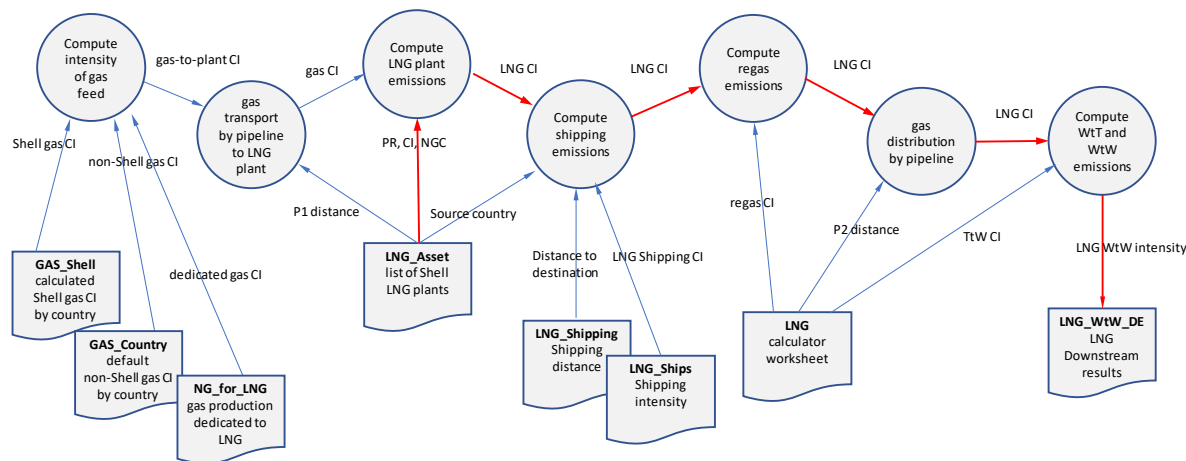 Compute
intensity
of gas
feed
gas-to-plant CI
gas
transport
by pipeline
to LNG
plant
gas CI
Compute
LNG plant
emissions
LNG CI
Compute
shipping
emissions
LNG CI
Compute
regas
emissions
LNG CI
gas
distribution
by pipeline
LNG CI
Compute
WtT and
WtW
emissions
Shell gas CI
non-Shell gas CI
dedicated gas CI
P1 distance
PR, CI, NGC
Source country
Distance to
destination
LNG Shipping CI
regas CI
P2 distance
TtW CI
LNG WtW intensity
GAS_Shell
calculated
Shell gas CI
by country
GAS_Country
default
non-Shell gas CI
by country
NG_for_LNG
gas production
dedicated to
LNG
LNG_Asset
list of Shell
LNG plants
LNG_Shipping
Shipping
distance
LNG_Ships
Shipping
intensity
LNG
calculator
worksheet
LNG_WtW_DE
LNG
Downstream
results